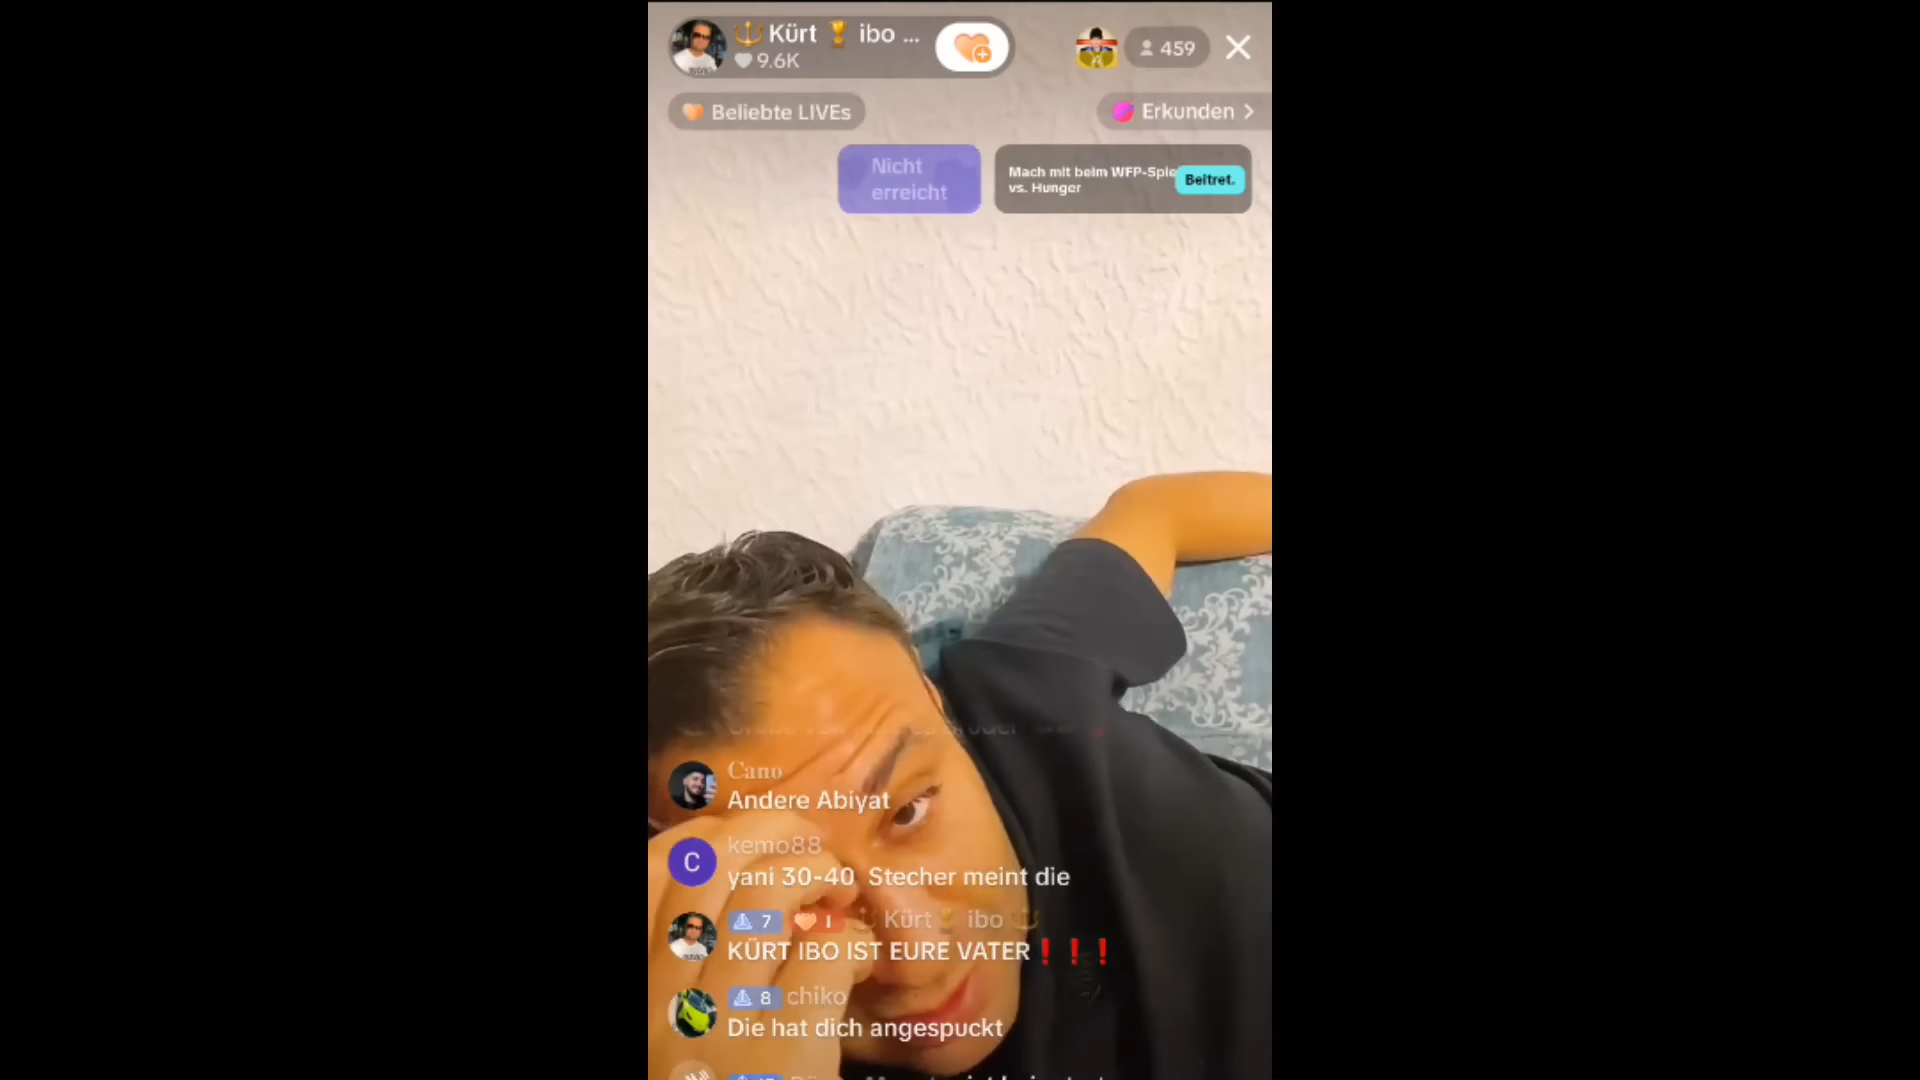 Kürt ibo ...
9.6K
459
Beliebte LIVEs
Erkunden
Nicht
erreicht
Mach mit beim WFP-Spie
vs. Hunger
Beitret.
Cano
Andere Abiyat
C
kemo88
yani 30-40 Stecher meint die
7 I Kürt ibo
KÜRT IBO IST EURE VATER❗❗❗
8 chiko
Die hat dich angespuckt